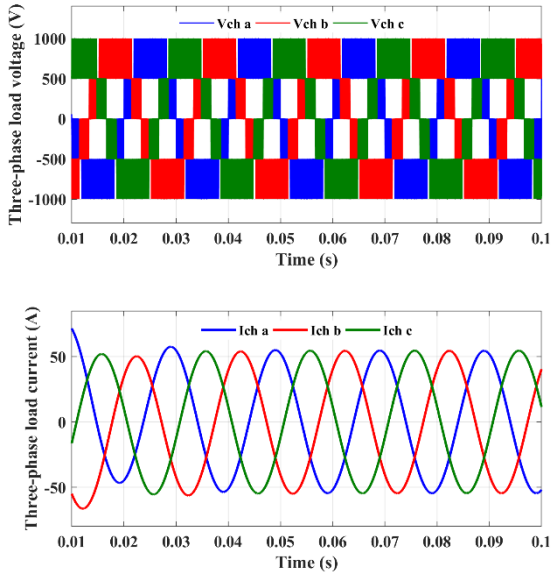 Three-phase load voltage (V)
Vch a Vch b Vch c
1000
500
0
-500
-1000
0.01 0.02 0.03 0.04 0.05 0.06 0.07 0.08 0.09 0.1
Time (s)
Three-phase load current (A)
Ich a Ich b Ich c
50
0
-50
0.01 0.02 0.03 0.04 0.05 0.06 0.07 0.08 0.09 0.1
Time (s)